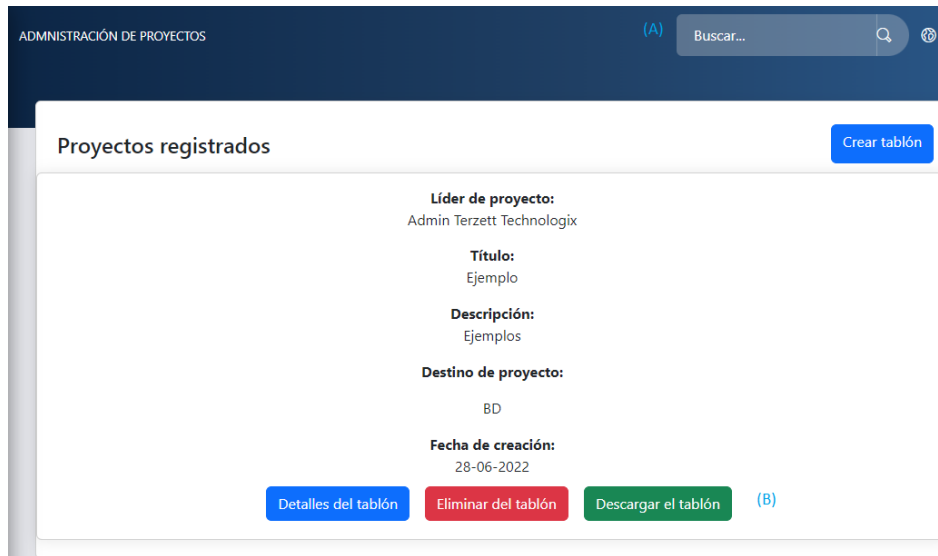 ADMNISTRACIÓN DE PROYECTOS
(A)
Buscar...
Proyectos registrados
Crear tablón
Líder de proyecto:
Admin Terzett Technologix
Título:
Ejemplo
Descripción:
Ejemplos
Destino de proyecto:
BD
Fecha de creación:
28-06-2022
Detalles del tablón
Eliminar del tablón
Descargar el tablón
(B)